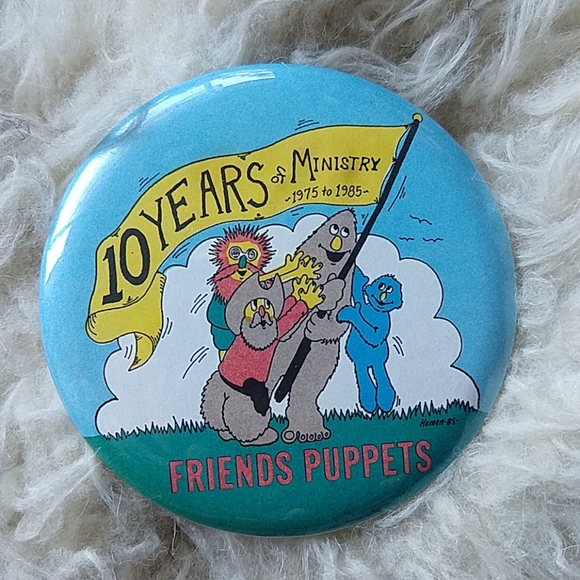 10 YEARS of MINISTRY
-1975 to 1985-
FRIENDS PUPPETS